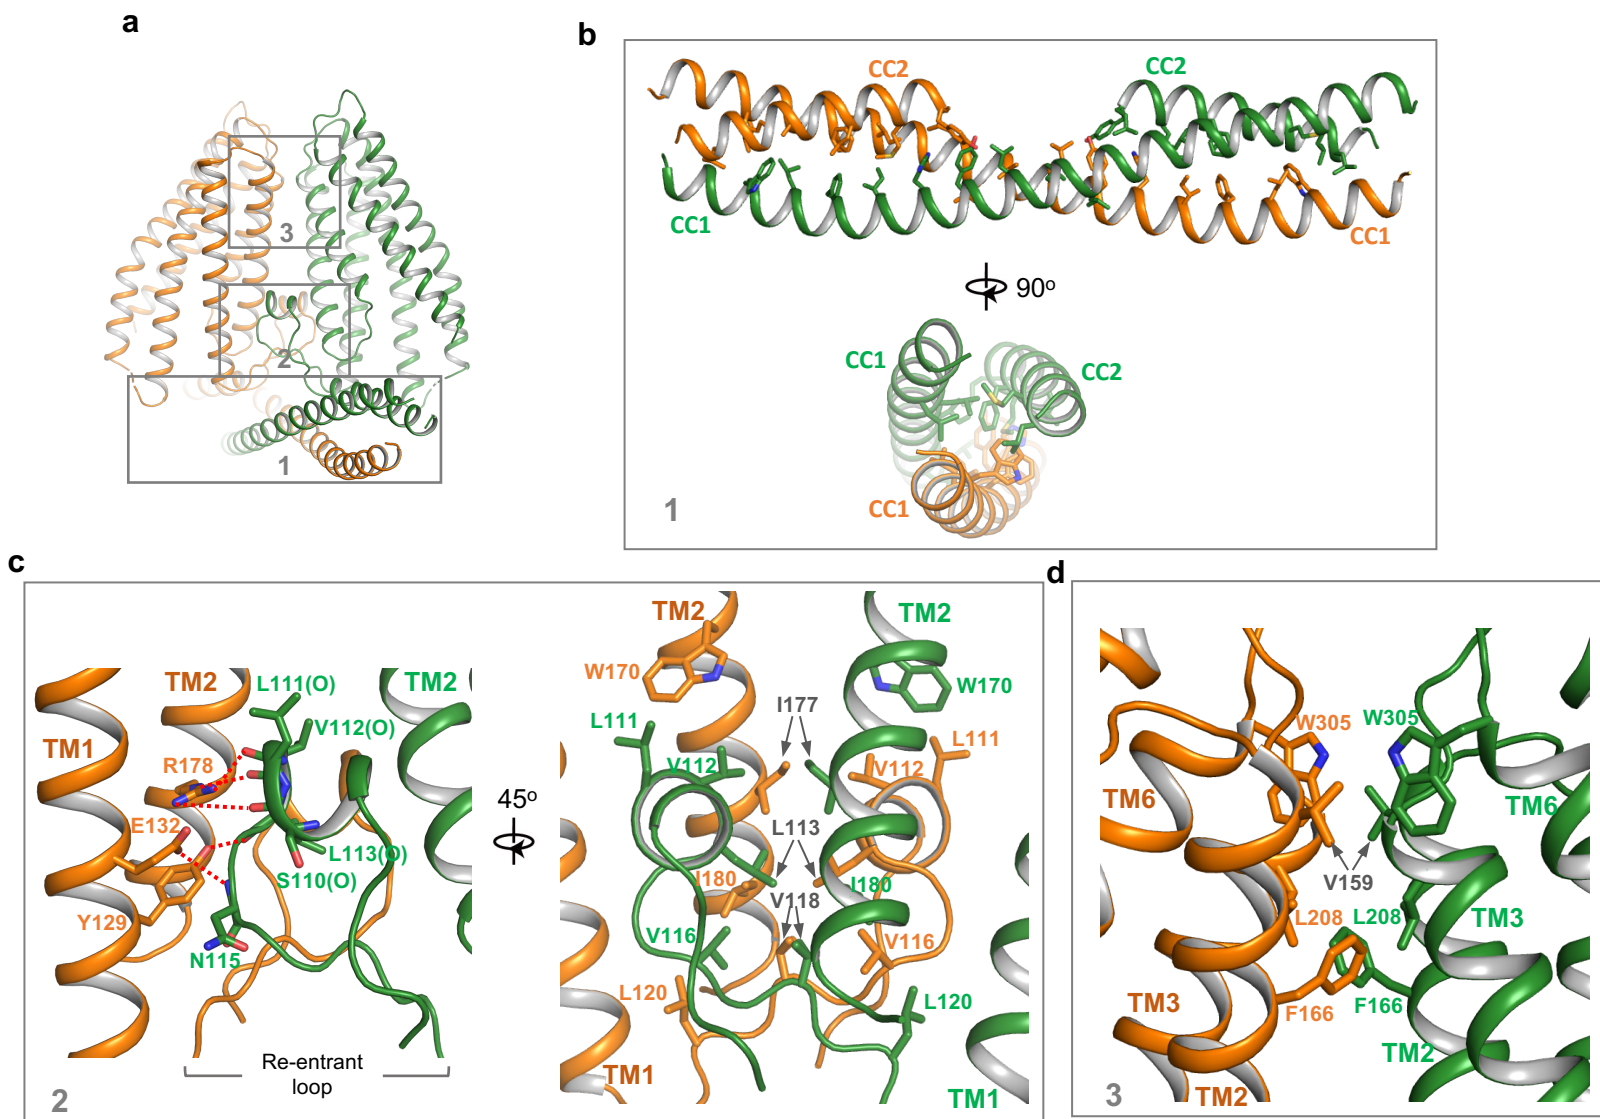 a
3
2
1
b
CC2
CC2
CC1
CC1
90º
CC1
CC2
CC1
1
c
TM2
L111(O)
TM2
V112(O)
TM1
R178
E132
L113(O)
S110(O)
Y129
N115
Re-entrant
loop
2
45º
TM2
TM2
W170
W170
I177
L111
L111
V112
V112
L113
I180
I180
V118
V116
V116
L120
L120
TM1
TM1
d
W305
W305
TM6
TM6
V159
L208
L208
TM3
TM3
F166
F166
TM2
TM2
3